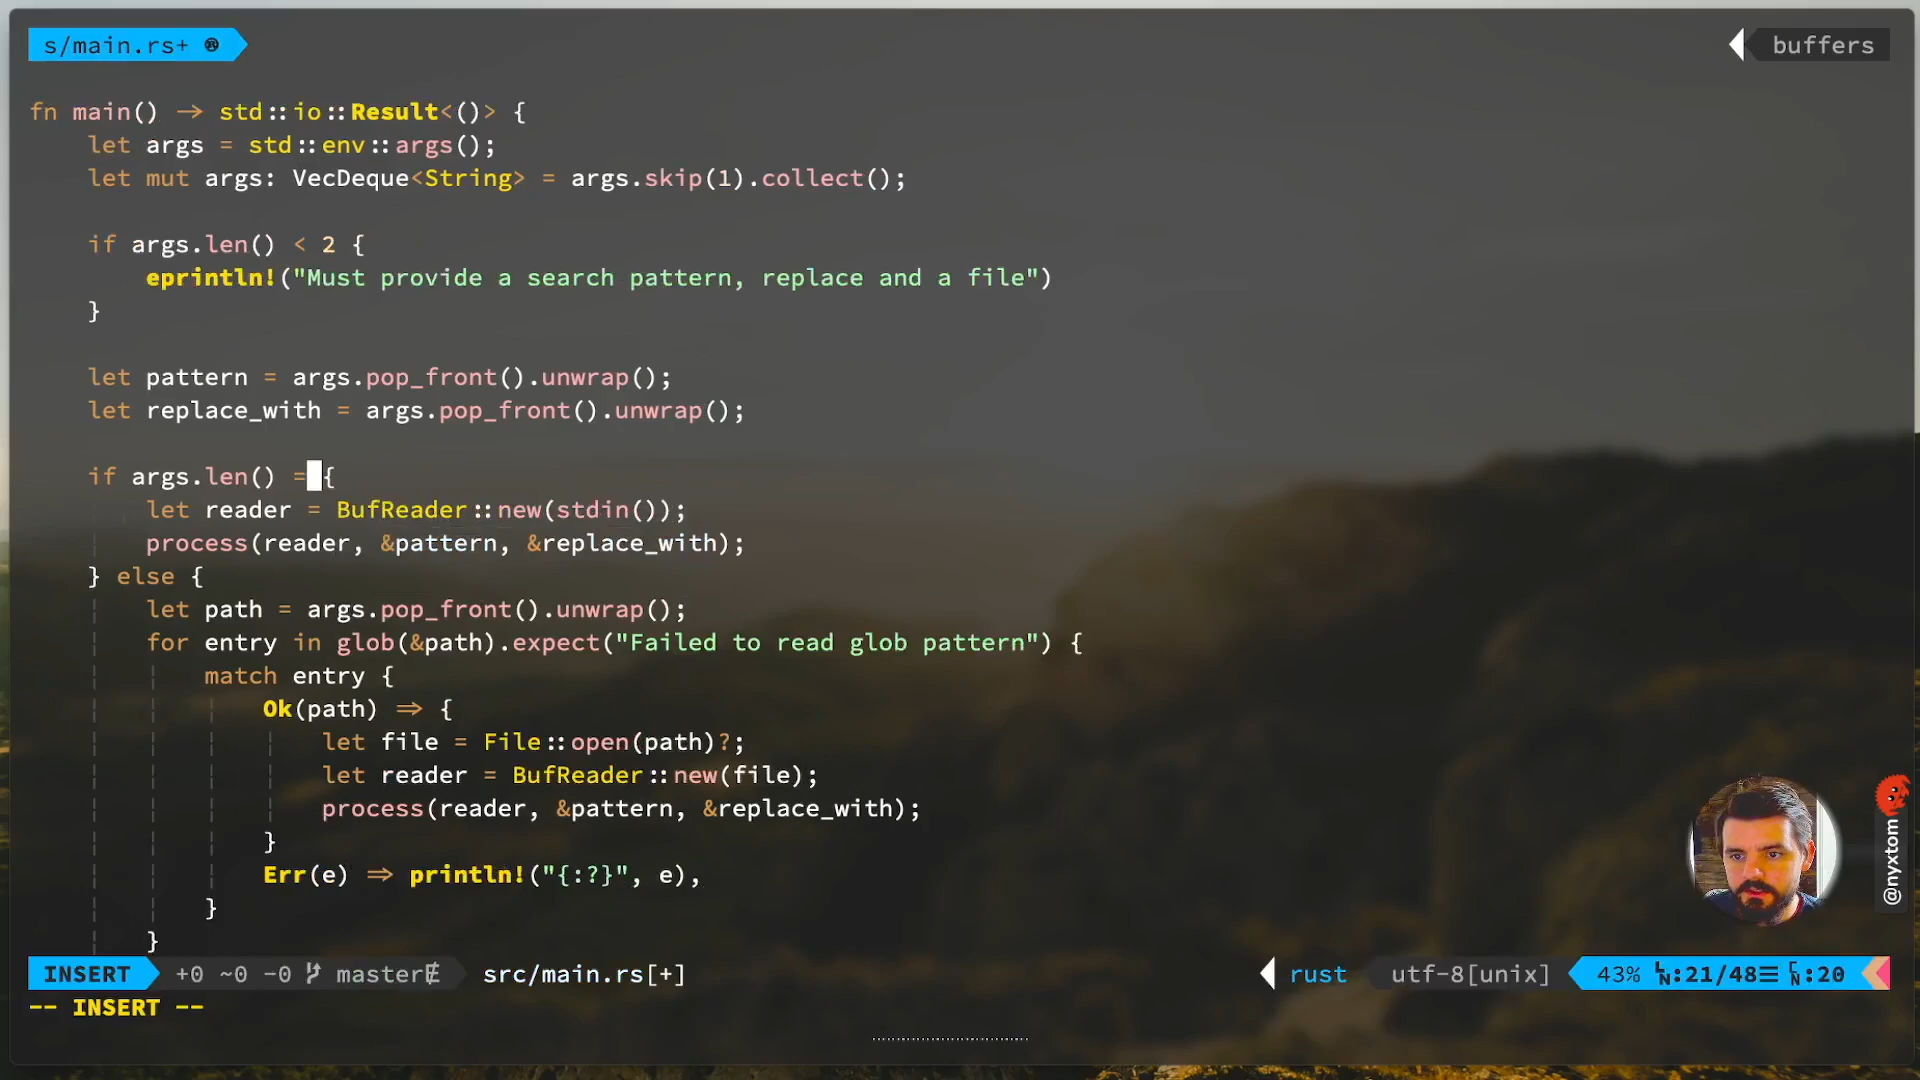 s/main.rs+ ®
buffers
fn main() -> std::io::Result<()> {
let args = std::env::args();
let mut args: VecDeque<String> = args.skip(1).collect();
if args.len() < 2 {
eprintln!("Must provide a search pattern, replace and a file")
}
let pattern = args.pop_front().unwrap();
let replace_with = args.pop_front().unwrap();
if args.len() = {
let reader = BufReader::new(stdin());
process(reader, &pattern, &replace_with);
} else {
let path = args.pop_front().unwrap();
for entry in glob(&path).expect("Failed to read glob pattern") {
match entry {
Ok(path) => {
let file = File::open(path)?;
let reader = BufReader::new(file);
process(reader, &pattern, &replace_with);
}
Err(e) => println!("{:?}", e),
}
}
@nyxtom
INSERT +0 ~0 -0 master src/main.rs[+] rust utf-8[unix] 43% LN:21/48☰ CN:20
-- INSERT --